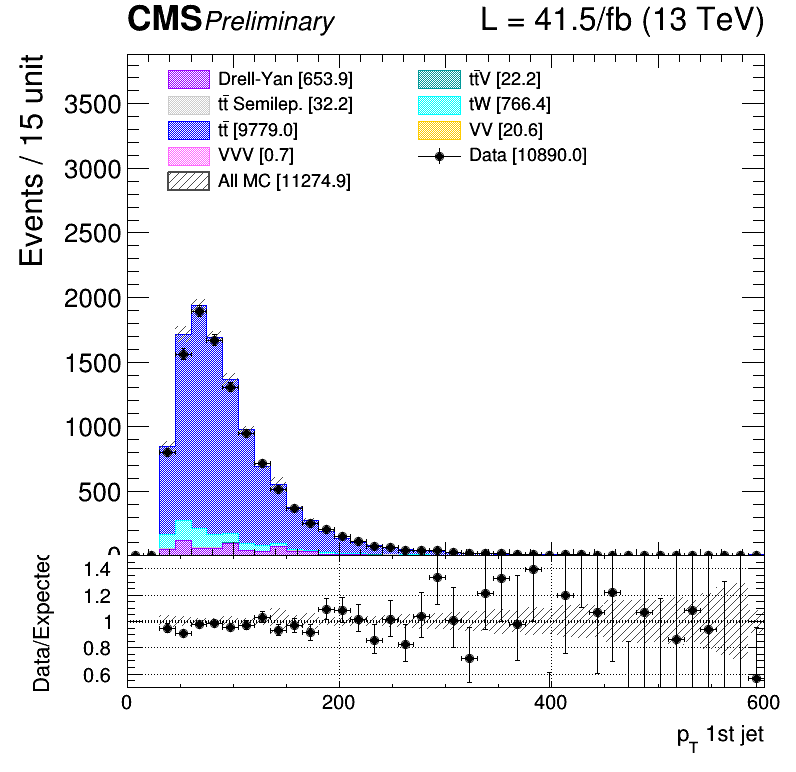 CMS Preliminary L = 41.5/fb (13 TeV)
Events / 15 unit
Drell-Yan [653.9]
tt̄ Semilep. [32.2]
tt̄ [9779.0]
VVV [0.7]
All MC [11274.9]
tt̄V [22.2]
tW [766.4]
VV [20.6]
Data [10890.0]
3500
3000
2500
2000
1500
1000
500
0
Data/Expected
1.4
1.2
1
0.8
0.6
0 200 400 600
p_T 1st jet